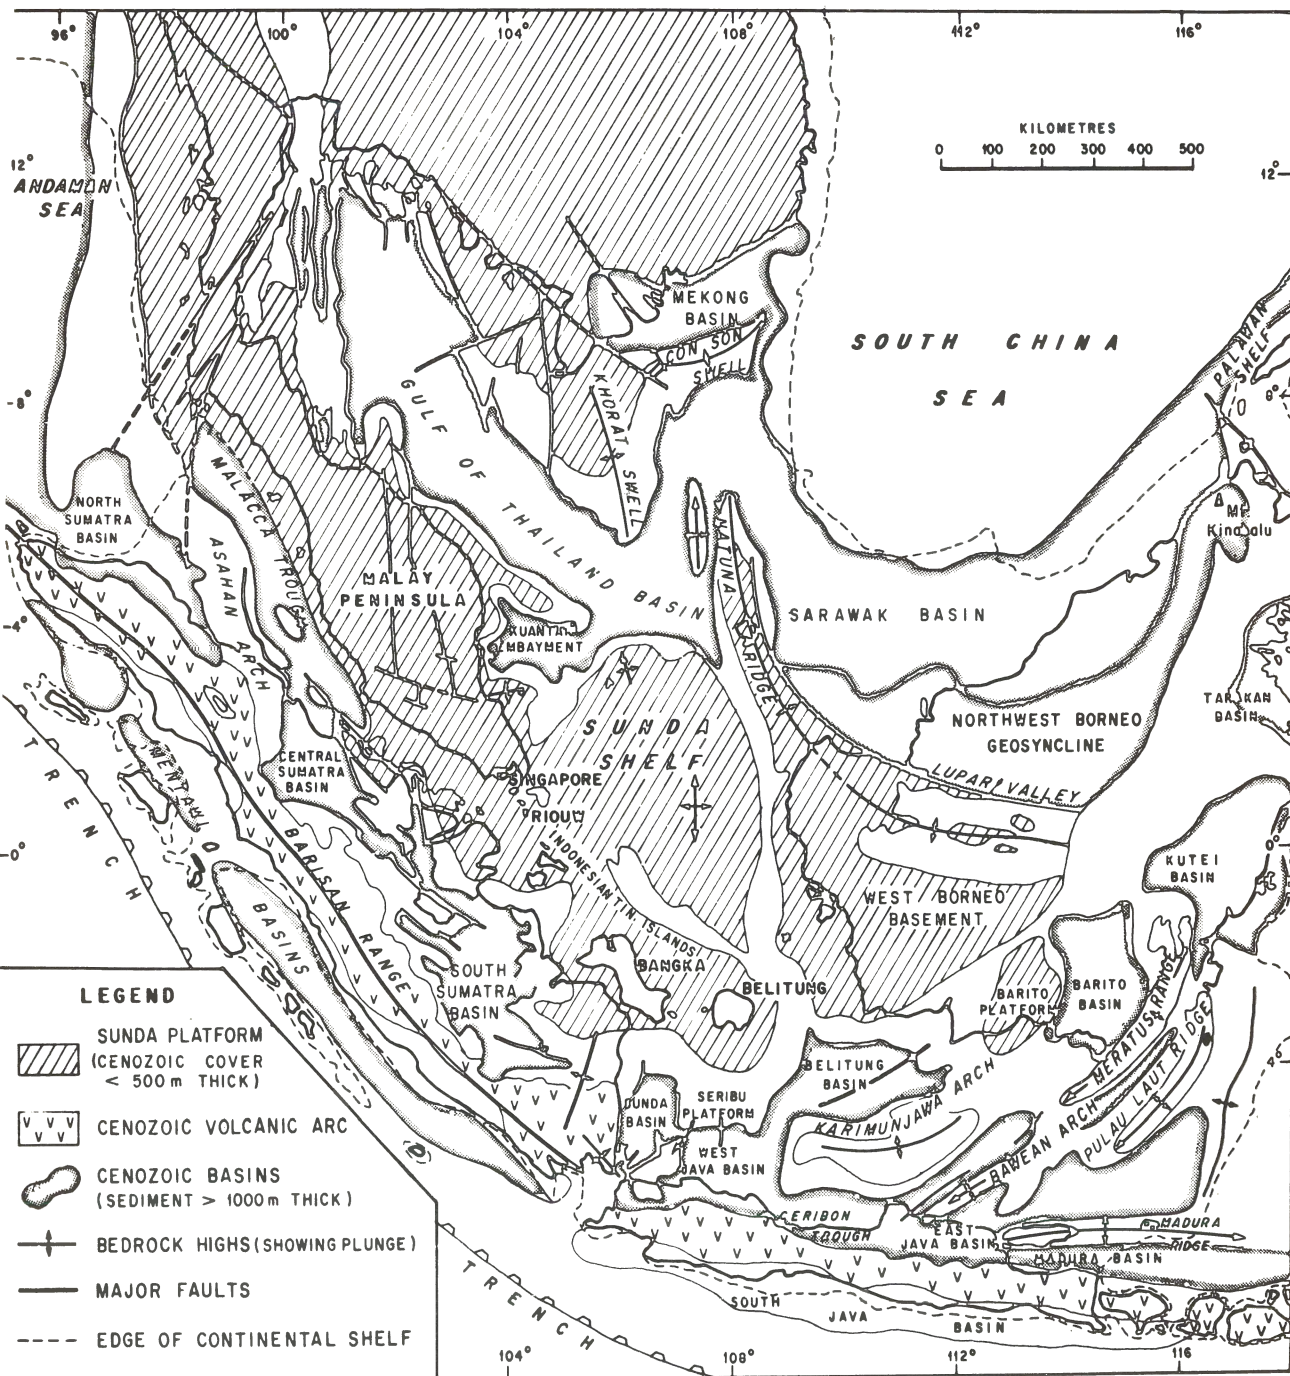 96°
100°
104°
108°
112°
116°
KILOMETRES
0 100 200 300 400 500
12°
12°
ANDAMAN
SEA
MEKONG
BASIN
CON SON
SWELL
SOUTH CHINA
SEA
PALAWAN
SHELF
8°
8°
GULF OF THAILAND BASIN
KHORAT SWELL
NORTH
SUMATRA
BASIN
MALACCA TROUGH
ASAHAN ARCH
NATUNA
RIDGE
Mt.
Kinabalu
MALAY
PENINSULA
SARAWAK BASIN
4°
KUANTAN
EMBAYMENT
TARAKAN
BASIN
SUNDA
SHELF
NORTHWEST BORNEO
GEOSYNCLINE
TRENCH
MENTAWI
BASINS
CENTRAL
SUMATRA
BASIN
SINGAPORE
RIOUW
LUPAR VALLEY
0°
0°
BARISAN RANGE
INDONESIAN TIN ISLANDS
KUTEI
BASIN
WEST BORNEO
BASEMENT
SOUTH
SUMATRA
BASIN
BANGKA
BELITUNG
BARITO
PLATFORM
BARITO
BASIN
MERATUS RANGE
PULAU LAUT RIDGE
4°
BELITUNG
BASIN
KARIMUNJAWA ARCH
BAWEAN ARCH
SUNDA
BASIN
SERIBU
PLATFORM
WEST
JAVA BASIN
CERIBON
TROUGH
EAST
JAVA BASIN
MADURA
RIDGE
MADURA BASIN
SOUTH JAVA BASIN
TRENCH
104°
108°
112°
116
LEGEND
SUNDA PLATFORM
(CENOZOIC COVER
< 500m THICK)
CENOZOIC VOLCANIC ARC
CENOZOIC BASINS
(SEDIMENT > 1000m THICK)
BEDROCK HIGHS (SHOWING PLUNGE)
MAJOR FAULTS
EDGE OF CONTINENTAL SHELF